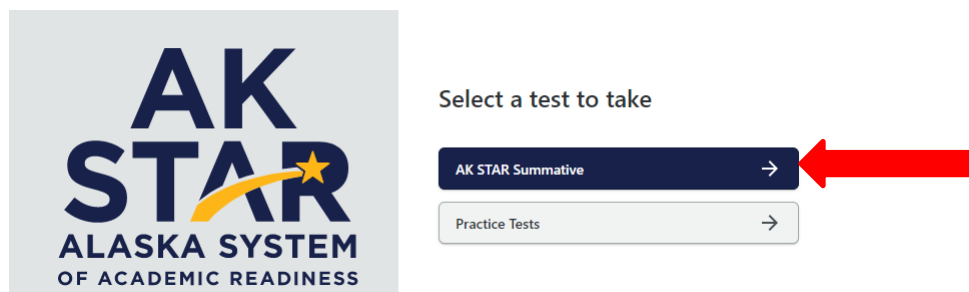 AK
STAR
ALASKA SYSTEM
OF ACADEMIC READINESS
Select a test to take
AK STAR Summative
Practice Tests